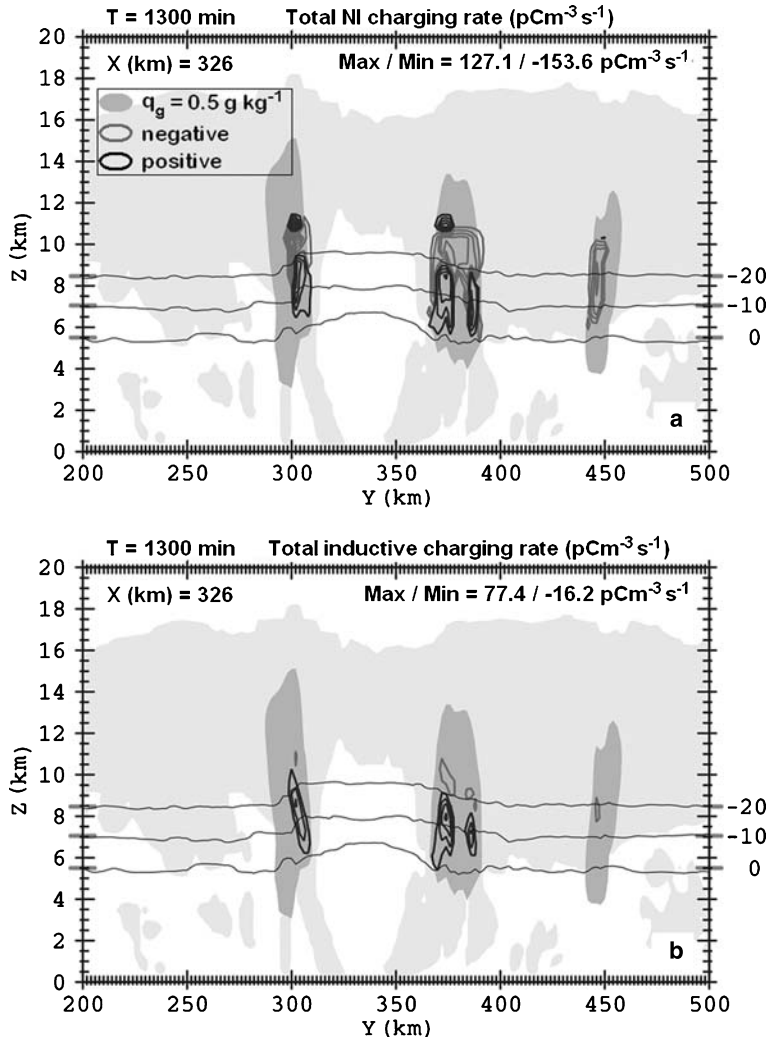 T = 1300 min Total NI charging rate (pCm-3 s-1)
20
X (km) = 326 Max / Min = 127.1 / -153.6 pCm-3 s-1
18
16
14
12
10
8
6
4
2
0
Z (km)
qg = 0.5 g kg-1
negative
positive
-20
-10
0
a
200 250 300 350 400 450 500
Y (km)
T = 1300 min Total inductive charging rate (pCm-3 s-1)
20
X (km) = 326 Max / Min = 77.4 / -16.2 pCm-3 s-1
18
16
14
12
10
8
6
4
2
0
Z (km)
-20
-10
0
b
200 250 300 350 400 450 500
Y (km)